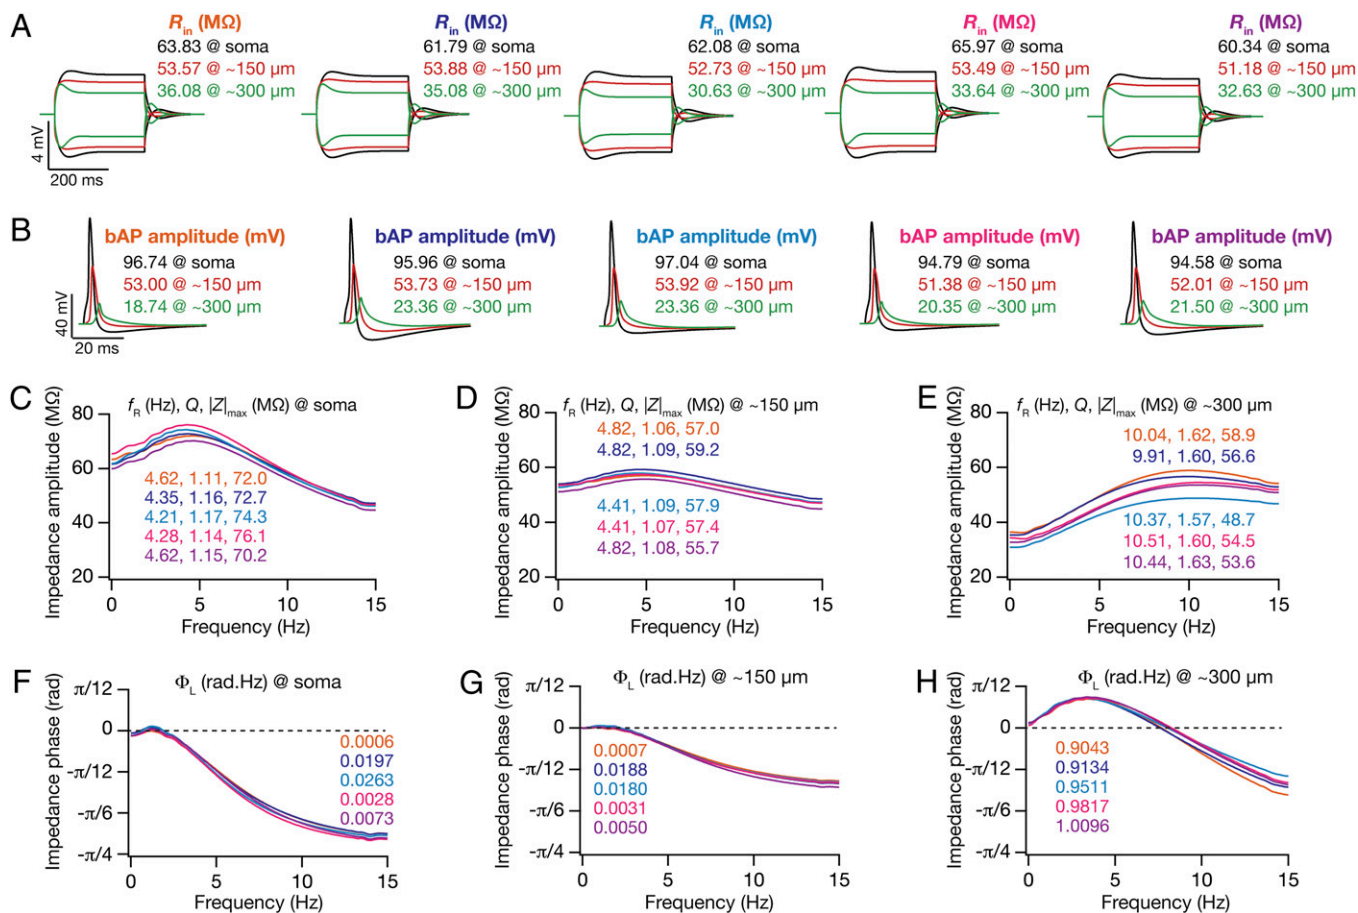 A
R_in (MΩ)
63.83 @ soma
53.57 @ ~150 µm
36.08 @ ~300 µm
4 mV
200 ms
R_in (MΩ)
61.79 @ soma
53.88 @ ~150 µm
35.08 @ ~300 µm
R_in (MΩ)
62.08 @ soma
52.73 @ ~150 µm
30.63 @ ~300 µm
R_in (MΩ)
65.97 @ soma
53.49 @ ~150 µm
33.64 @ ~300 µm
R_in (MΩ)
60.34 @ soma
51.18 @ ~150 µm
32.63 @ ~300 µm
B
bAP amplitude (mV)
96.74 @ soma
53.00 @ ~150 µm
18.74 @ ~300 µm
40 mV
20 ms
bAP amplitude (mV)
95.96 @ soma
53.73 @ ~150 µm
23.36 @ ~300 µm
bAP amplitude (mV)
97.04 @ soma
53.92 @ ~150 µm
23.36 @ ~300 µm
bAP amplitude (mV)
94.79 @ soma
51.38 @ ~150 µm
20.35 @ ~300 µm
bAP amplitude (mV)
94.58 @ soma
52.01 @ ~150 µm
21.50 @ ~300 µm
C
f_R (Hz), Q, |Z|_max (MΩ) @ soma
Impedance amplitude (MΩ)
80
60
40
20
4.62, 1.11, 72.0
4.35, 1.16, 72.7
4.21, 1.17, 74.3
4.28, 1.14, 76.1
4.62, 1.15, 70.2
0 5 10 15
Frequency (Hz)
D
f_R (Hz), Q, |Z|_max (MΩ) @ ~150 µm
Impedance amplitude (MΩ)
80
60
40
20
4.82, 1.06, 57.0
4.82, 1.09, 59.2
4.41, 1.09, 57.9
4.41, 1.07, 57.4
4.82, 1.08, 55.7
0 5 10 15
Frequency (Hz)
E
f_R (Hz), Q, |Z|_max (MΩ) @ ~300 µm
Impedance amplitude (MΩ)
80
60
40
20
10.04, 1.62, 58.9
9.91, 1.60, 56.6
10.37, 1.57, 48.7
10.51, 1.60, 54.5
10.44, 1.63, 53.6
0 5 10 15
Frequency (Hz)
F
Φ_L (rad.Hz) @ soma
Impedance phase (rad)
π/12
0
-π/12
-π/6
-π/4
0.0006
0.0197
0.0263
0.0028
0.0073
0 5 10 15
Frequency (Hz)
G
Φ_L (rad.Hz) @ ~150 µm
Impedance phase (rad)
π/12
0
-π/12
-π/6
-π/4
0.0007
0.0188
0.0180
0.0031
0.0050
0 5 10 15
Frequency (Hz)
H
Φ_L (rad.Hz) @ ~300 µm
Impedance phase (rad)
π/12
0
-π/12
-π/6
-π/4
0.9043
0.9134
0.9511
0.9817
1.0096
0 5 10 15
Frequency (Hz)